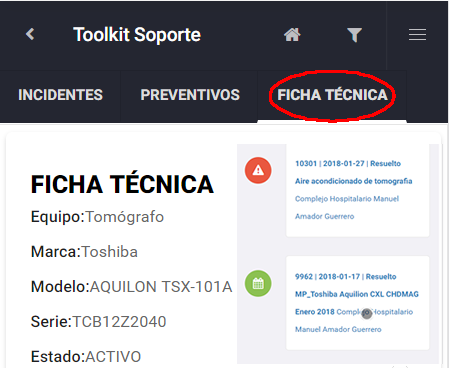 Toolkit Soporte
INCIDENTES PREVENTIVOS FICHA TÉCNICA
FICHA TÉCNICA
Equipo:Tomógrafo
Marca:Toshiba
Modelo:AQUILON TSX-101A
Serie:TCB12Z2040
Estado:ACTIVO
10301 | 2018-01-27 | Resuelto
Aire acondicionado de tomografia
Complejo Hospitalario Manuel
Amador Guerrero
9962 | 2018-01-17 | Resuelto
MP_Toshiba Aquilion CXL CHDMAG
Enero 2018 Complejo Hospitalario
Manuel Amador Guerrero